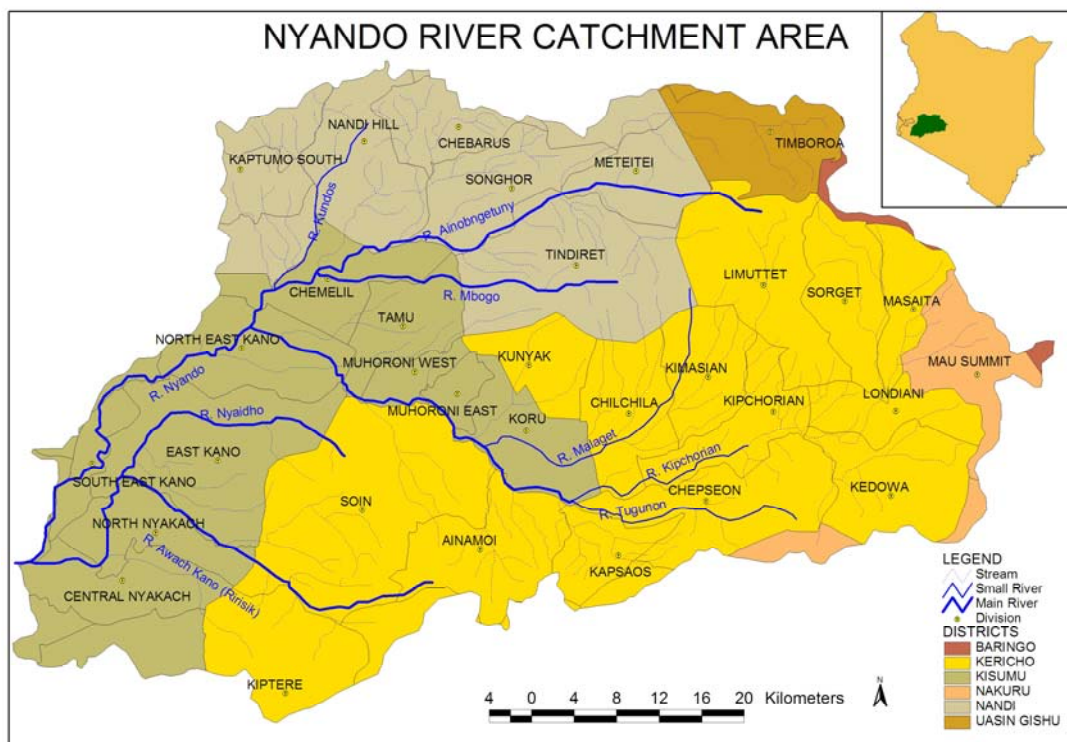 NYANDO RIVER CATCHMENT AREA
NANDI HILL
CHEBARUS
TIMBOROA
KAPTUMO SOUTH
METEITEI
SONGHOR
R. Kundos
R. Ainobngetuny
TINDIRET
LIMUTTET
SORGET
CHEMELIL
R. Mbogo
MASAITA
TAMU
NORTH EAST KANO
MUHORONI WEST
KUNYAK
KIMASIAN
MAU SUMMIT
R. Nyando
MUHORONI EAST
CHILCHILA
KIPCHORIAN
LONDIANI
R. Nyaidho
KORU
R. Malaget
EAST KANO
R. Kipchorian
SOUTH EAST KANO
CHEPSEON
KEDOWA
SOIN
R. Tugunon
NORTH NYAKACH
AINAMOI
R. Awach Kano (Ririsik)
KAPSAOS
CENTRAL NYAKACH
KIPTERE
LEGEND
Stream
Small River
Main River
Division
DISTRICTS
BARINGO
KERICHO
KISUMU
NAKURU
NANDI
UASIN GISHU
4 0 4 8 12 16 20 Kilometers
N